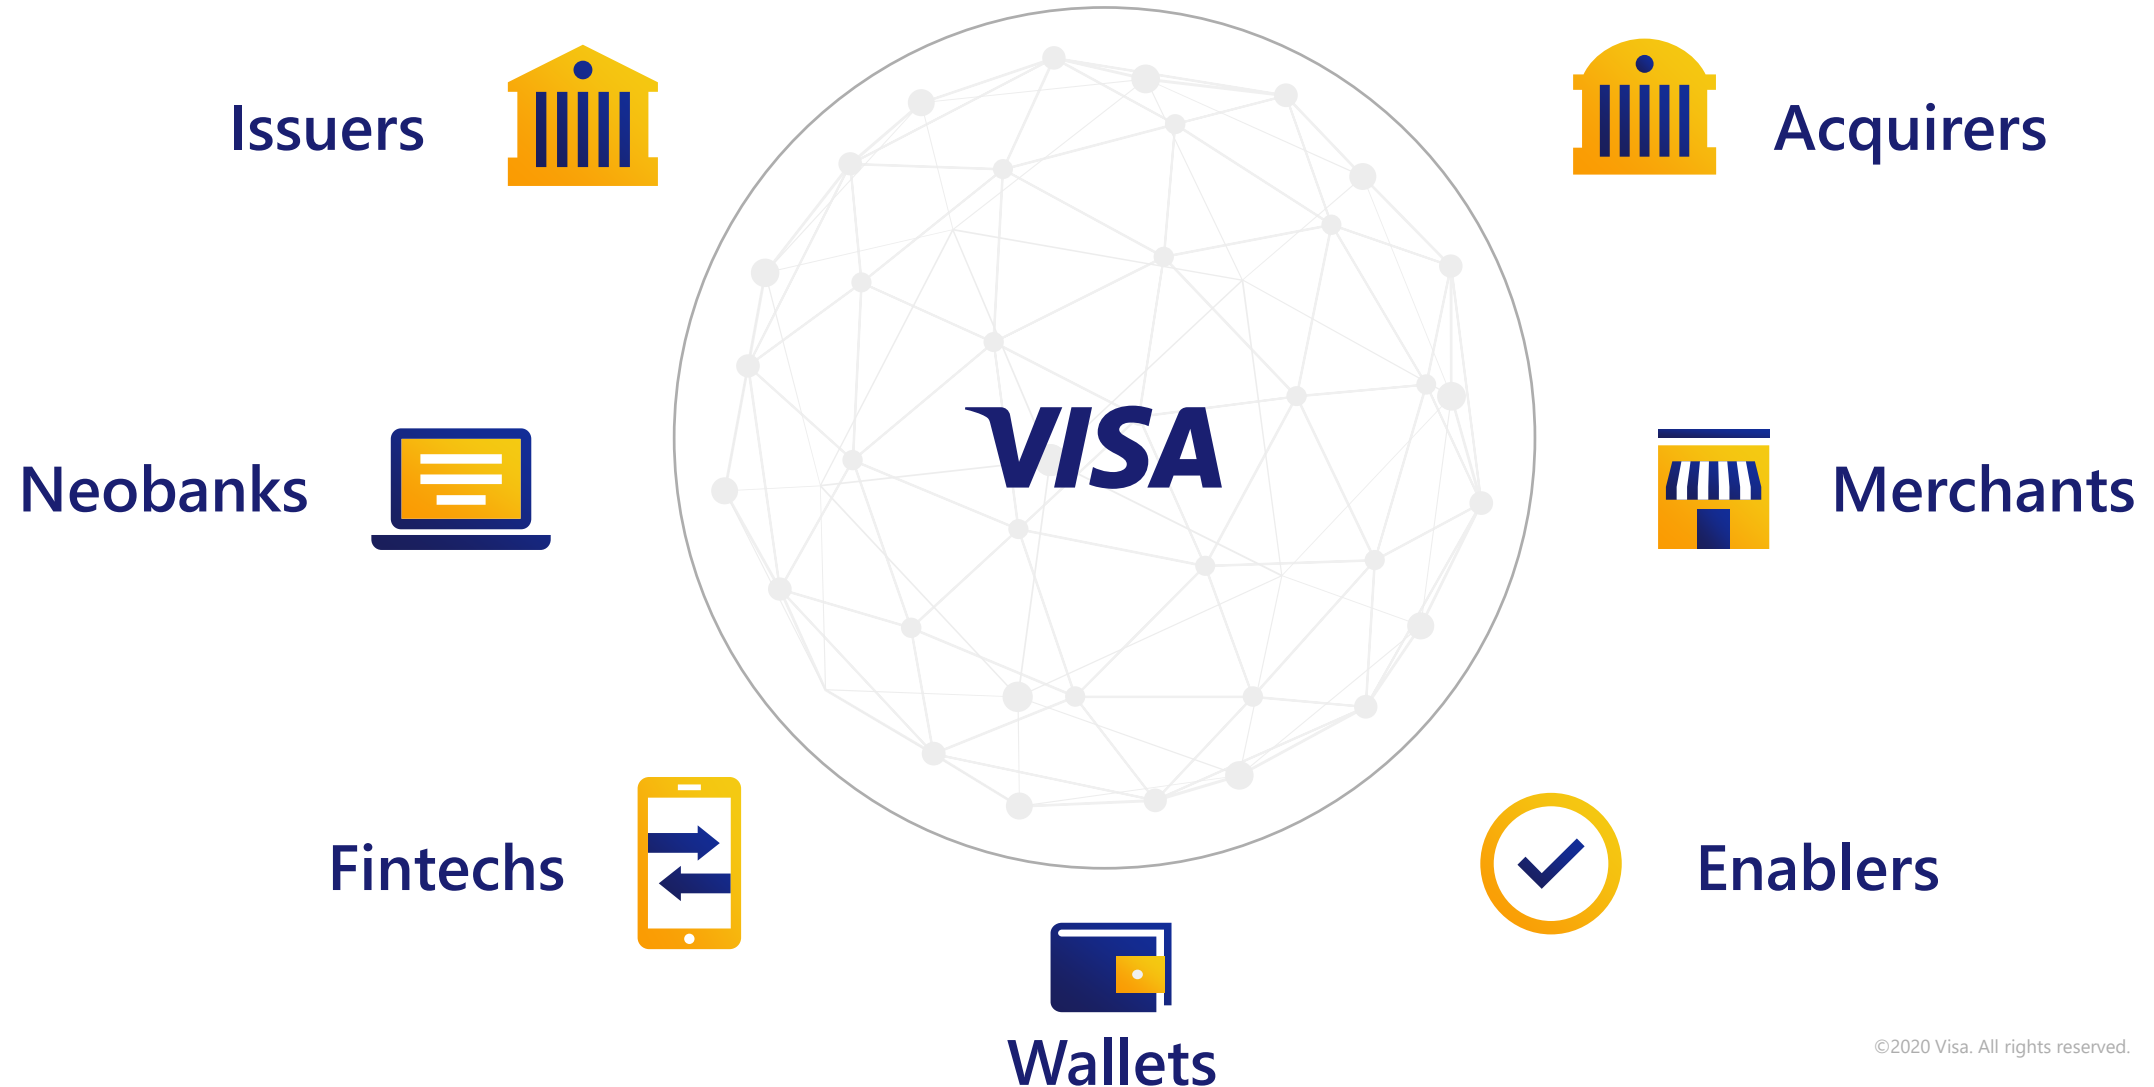 Issuers
Acquirers
VISA
Neobanks
Merchants
Fintechs
Enablers
Wallets
©2020 Visa. All rights reserved.